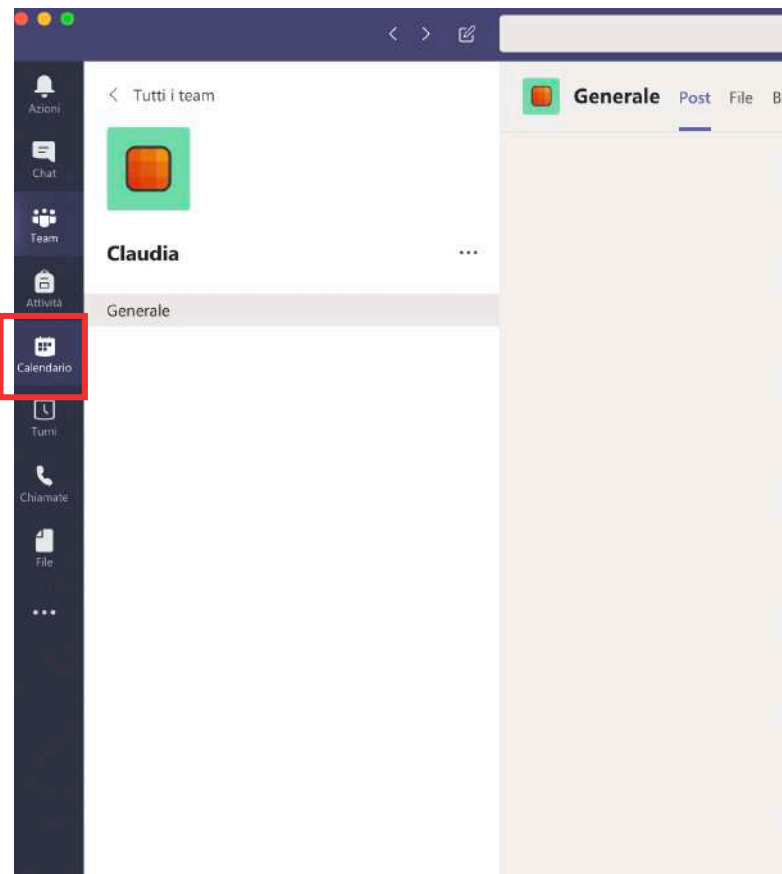 Azioni
Chat
Team
Attività
Calendario
Turni
Chiamate
File
Tutti i team
Claudia
Generale
Generale Post File B